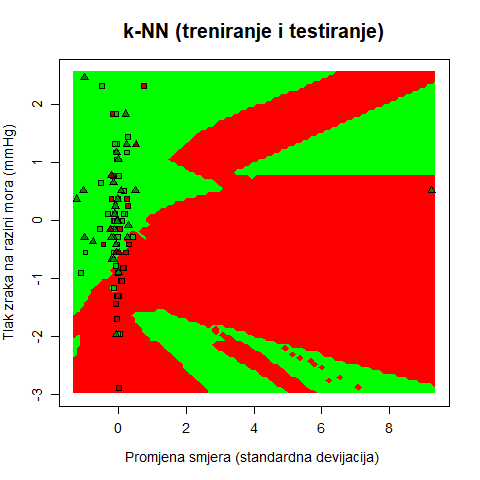 k-NN (treniranje i testiranje)
Tlak zraka na razini mora (mmHg)
2
1
0
-1
-2
-3
0 2 4 6 8
Promjena smjera (standardna devijacija)